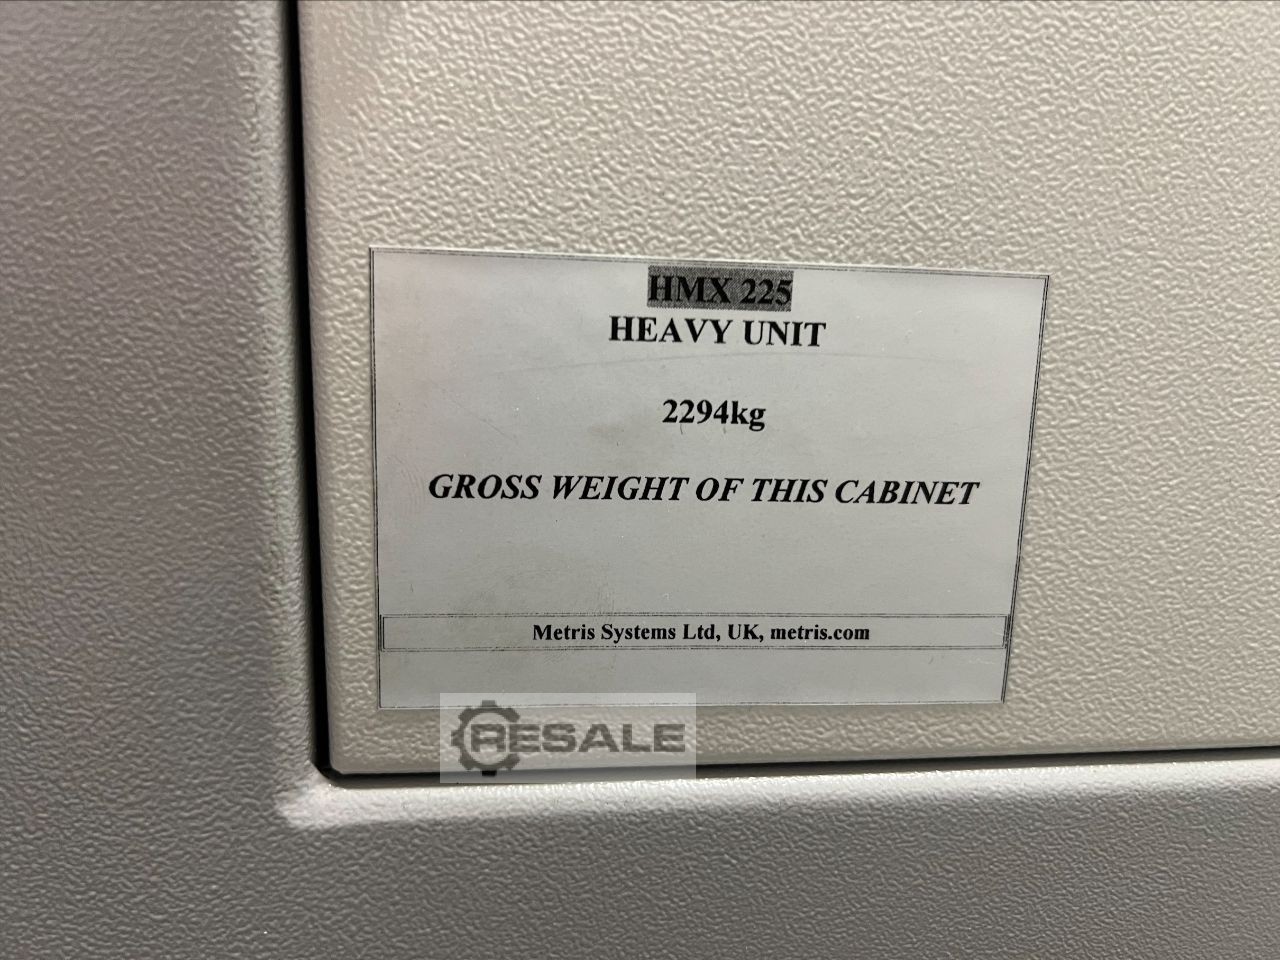 HMX 225
HEAVY UNIT
2294kg
GROSS WEIGHT OF THIS CABINET
Metris Systems Ltd, UK, metris.com
RESALE